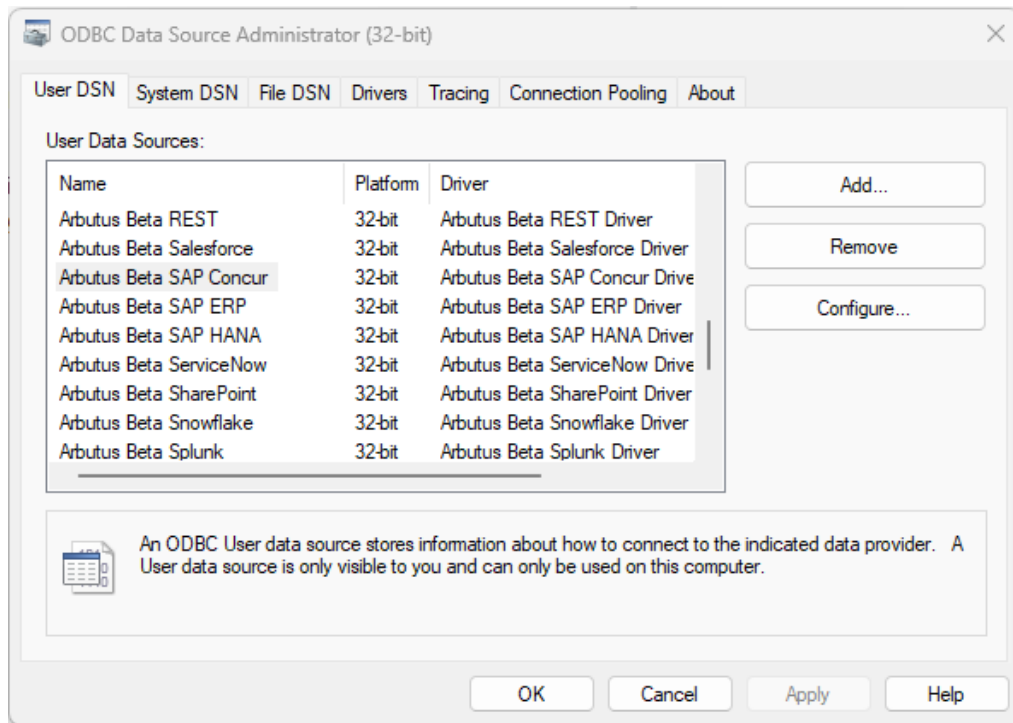 ODBC Data Source Administrator (32-bit)
User DSN System DSN File DSN Drivers Tracing Connection Pooling About
User Data Sources:
Name Platform Driver
Arbutus Beta REST 32-bit Arbutus Beta REST Driver
Arbutus Beta Salesforce 32-bit Arbutus Beta Salesforce Driver
Arbutus Beta SAP Concur 32-bit Arbutus Beta SAP Concur Drive
Arbutus Beta SAP ERP 32-bit Arbutus Beta SAP ERP Driver
Arbutus Beta SAP HANA 32-bit Arbutus Beta SAP HANA Driver
Arbutus Beta ServiceNow 32-bit Arbutus Beta ServiceNow Drive
Arbutus Beta SharePoint 32-bit Arbutus Beta SharePoint Driver
Arbutus Beta Snowflake 32-bit Arbutus Beta Snowflake Driver
Arbutus Beta Splunk 32-bit Arbutus Beta Splunk Driver
Add...
Remove
Configure...
An ODBC User data source stores information about how to connect to the indicated data provider. A
User data source is only visible to you and can only be used on this computer.
OK Cancel Apply Help